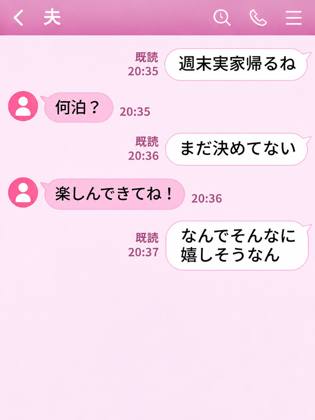 夫
既読
20:35
週末実家帰るね
何泊？
20:35
既読
20:36
まだ決めてない
楽しんできてね！
20:36
既読
20:37
なんでそんなに
嬉しそうなん